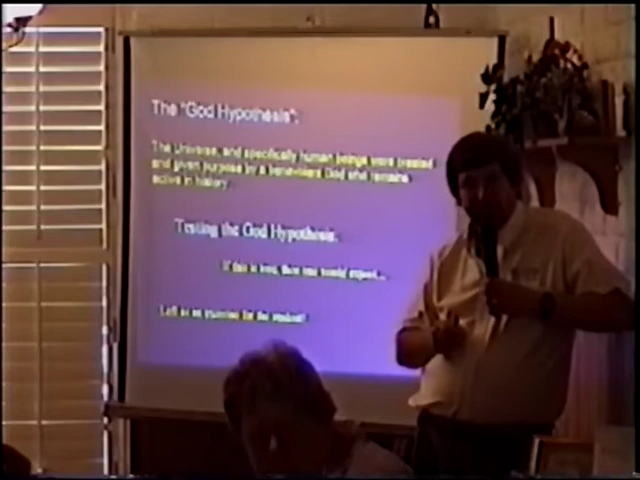 The "God Hypothesis":
The Universe, and specifically human beings were created
and given purpose by a benevolent God who remains
active in history.
Testing the God Hypothesis:
If this is true, then one would expect...
Left as an exercise for the student!